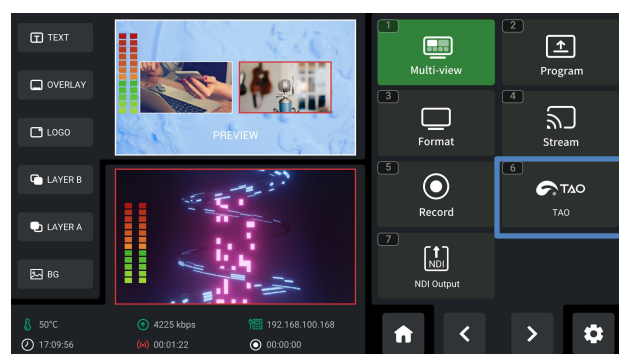 TEXT
OVERLAY
LOGO
LAYER B
LAYER A
BG
PREVIEW
50°C
4225 kbps
192.168.100.168
17:09:56
00:01:22
00:00:00
1
Multi-view
2
Program
3
Format
4
Stream
5
Record
6
TAO
TAO
7
NDI
NDI Output